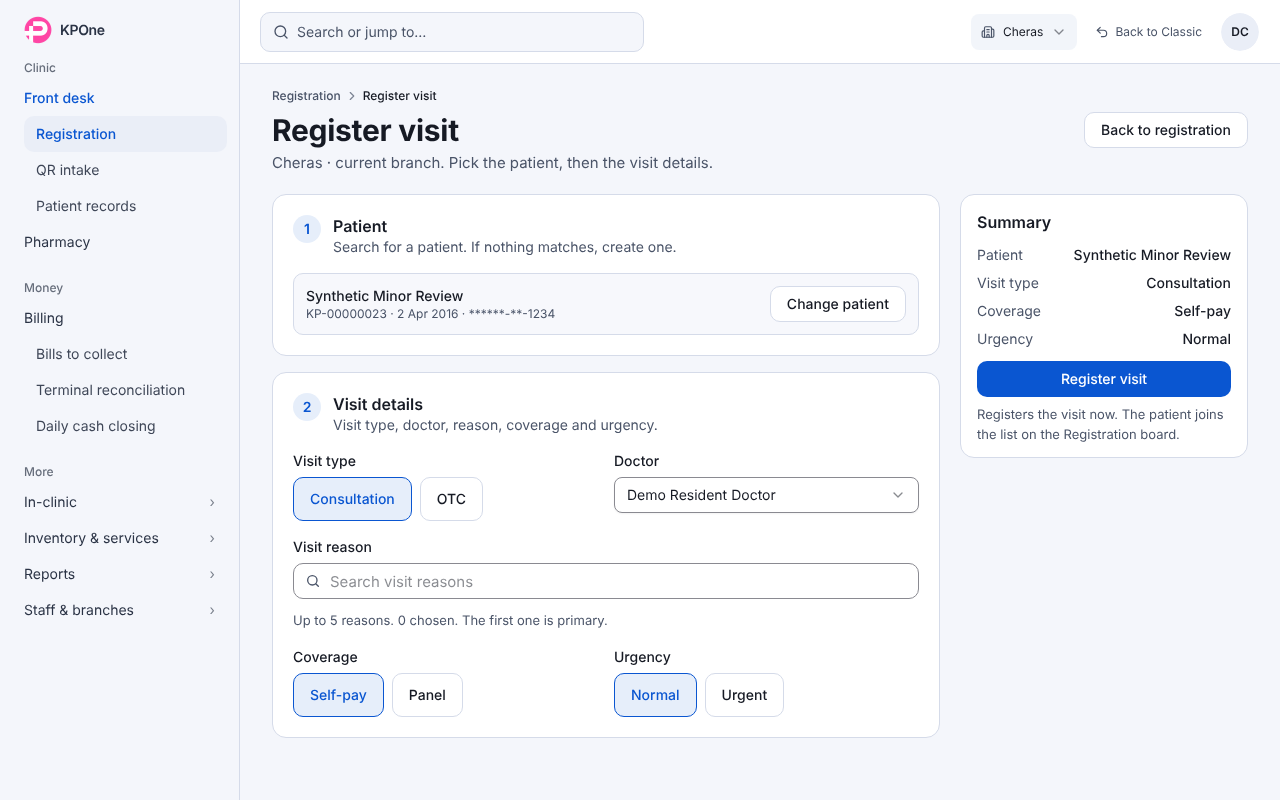 KPOne
Clinic
Front desk
Registration
QR intake
Patient records
Pharmacy
Money
Billing
Bills to collect
Terminal reconciliation
Daily cash closing
More
In-clinic
Inventory & services
Reports
Staff & branches
Search or jump to...
Cheras
Back to Classic
DC
Registration > Register visit
Register visit
Back to registration
Cheras · current branch. Pick the patient, then the visit details.
1 Patient
Search for a patient. If nothing matches, create one.
Synthetic Minor Review
KP-00000023 · 2 Apr 2016 · ******-**-1234
Change patient
2 Visit details
Visit type, doctor, reason, coverage and urgency.
Visit type
Consultation
OTC
Doctor
Demo Resident Doctor
Visit reason
Search visit reasons
Up to 5 reasons. 0 chosen. The first one is primary.
Coverage
Self-pay
Panel
Urgency
Normal
Urgent
Summary
Patient Synthetic Minor Review
Visit type Consultation
Coverage Self-pay
Urgency Normal
Register visit
Registers the visit now. The patient joins
the list on the Registration board.